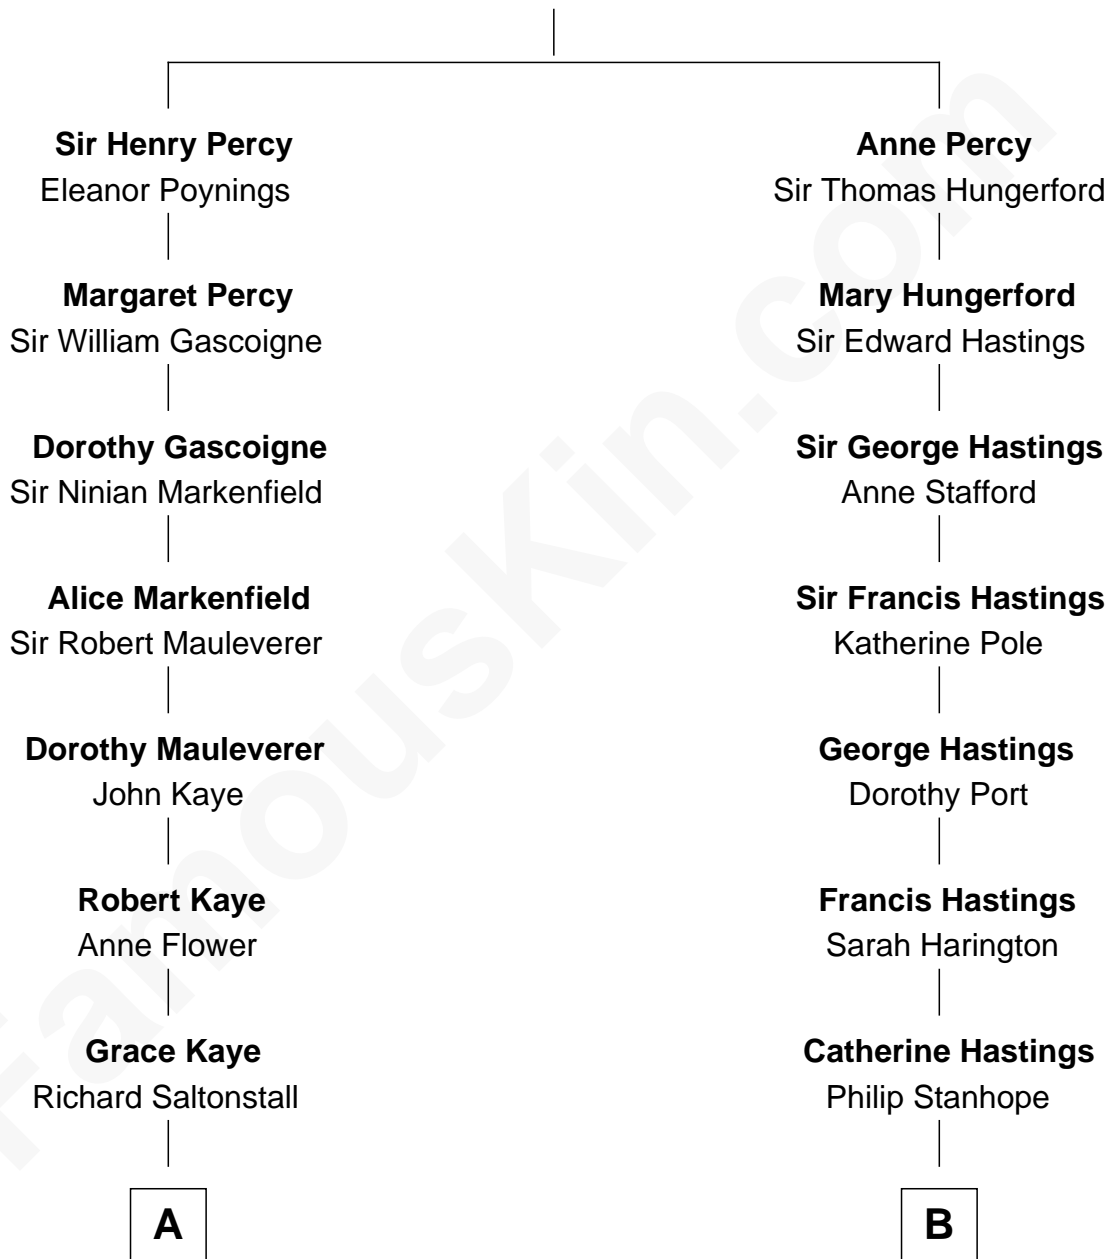 Sir Henry Percy
Eleanor Poynings
Margaret Percy
Sir William Gascoigne
Dorothy Gascoigne
Sir Ninian Markenfield
Alice Markenfield
Sir Robert Mauleverer
Dorothy Mauleverer
John Kaye
Robert Kaye
Anne Flower
Grace Kaye
Richard Saltonstall
A
Anne Percy
Sir Thomas Hungerford
Mary Hungerford
Sir Edward Hastings
Sir George Hastings
Anne Stafford
Sir Francis Hastings
Katherine Pole
George Hastings
Dorothy Port
Francis Hastings
Sarah Harington
Catherine Hastings
Philip Stanhope
B
FamousKin.com